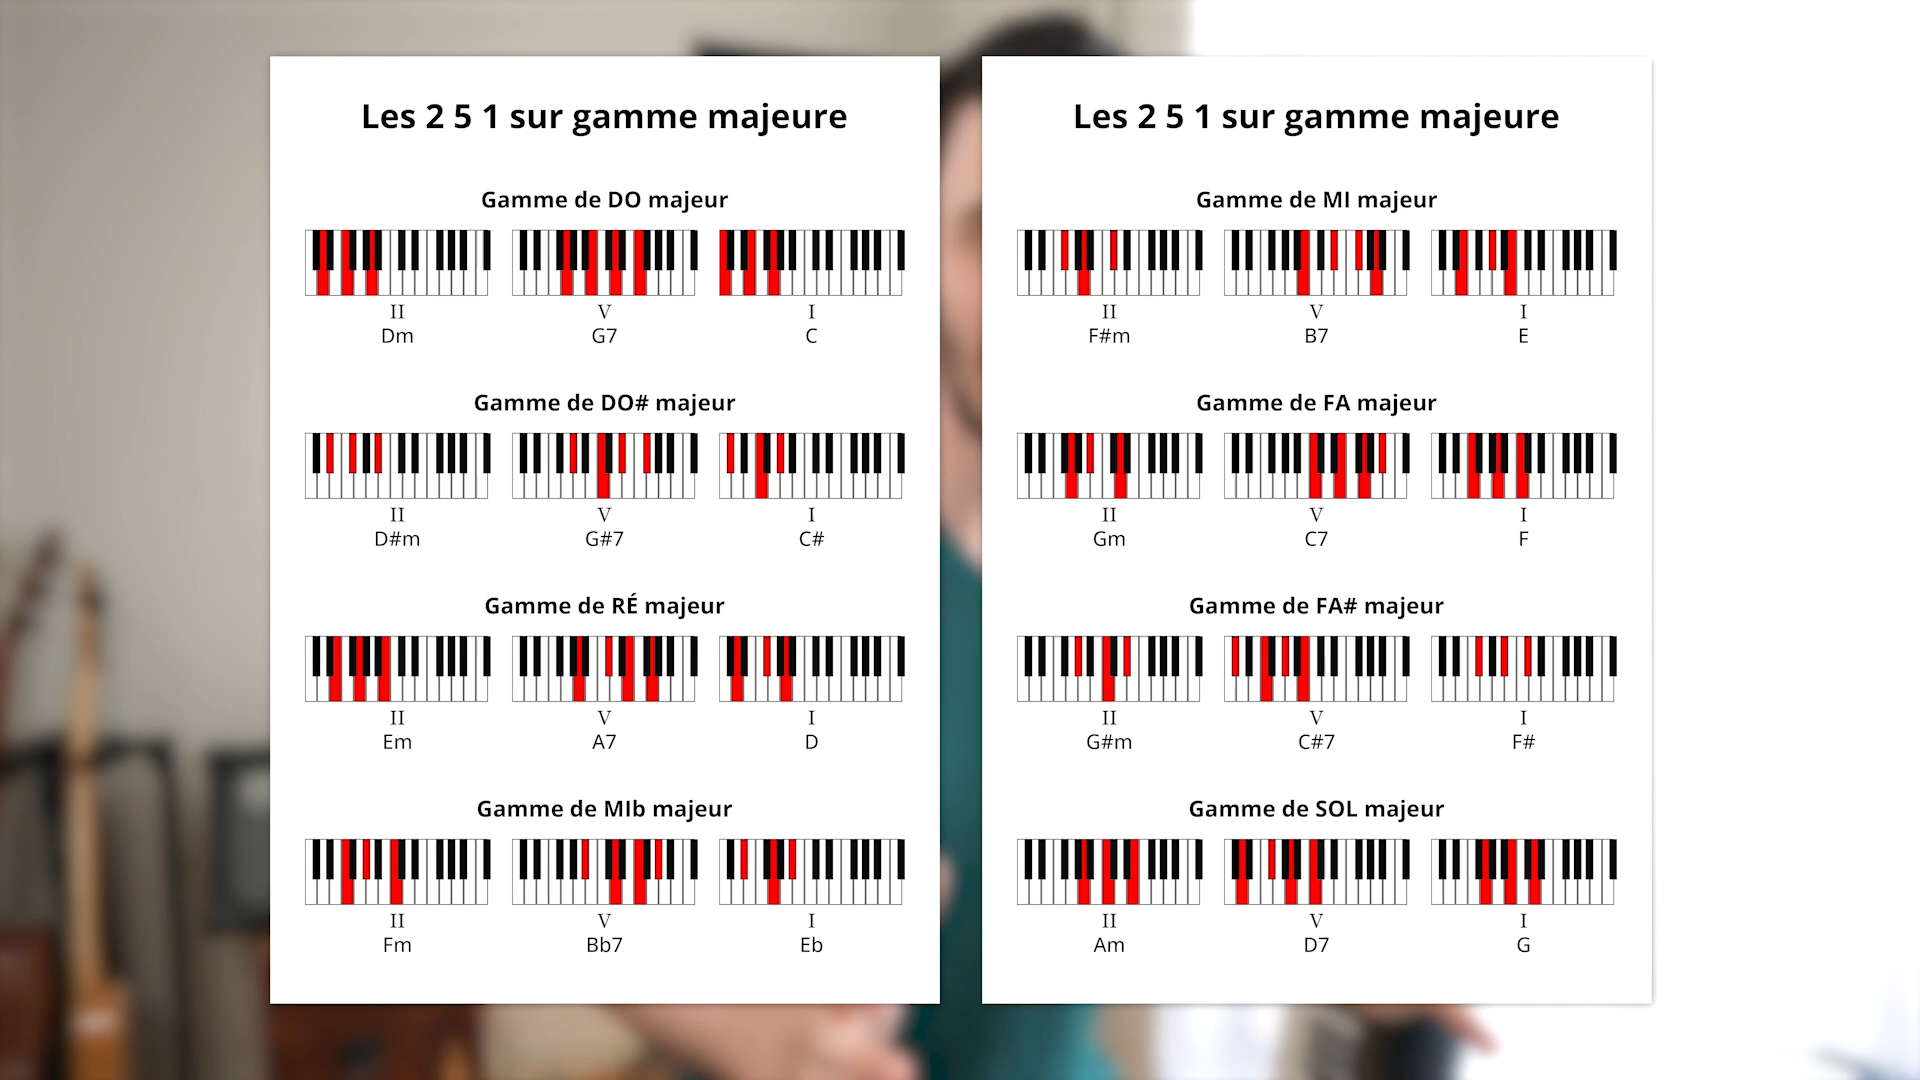 Les 2 5 1 sur gamme majeure
Gamme de DO majeur
II V I
Dm G7 C
Gamme de DO# majeur
II V I
D#m G#7 C#
Gamme de RÉ majeur
II V I
Em A7 D
Gamme de MIb majeur
II V I
Fm Bb7 Eb
Les 2 5 1 sur gamme majeure
Gamme de MI majeur
II V I
F#m B7 E
Gamme de FA majeur
II V I
Gm C7 F
Gamme de FA# majeur
II V I
G#m C#7 F#
Gamme de SOL majeur
II V I
Am D7 G